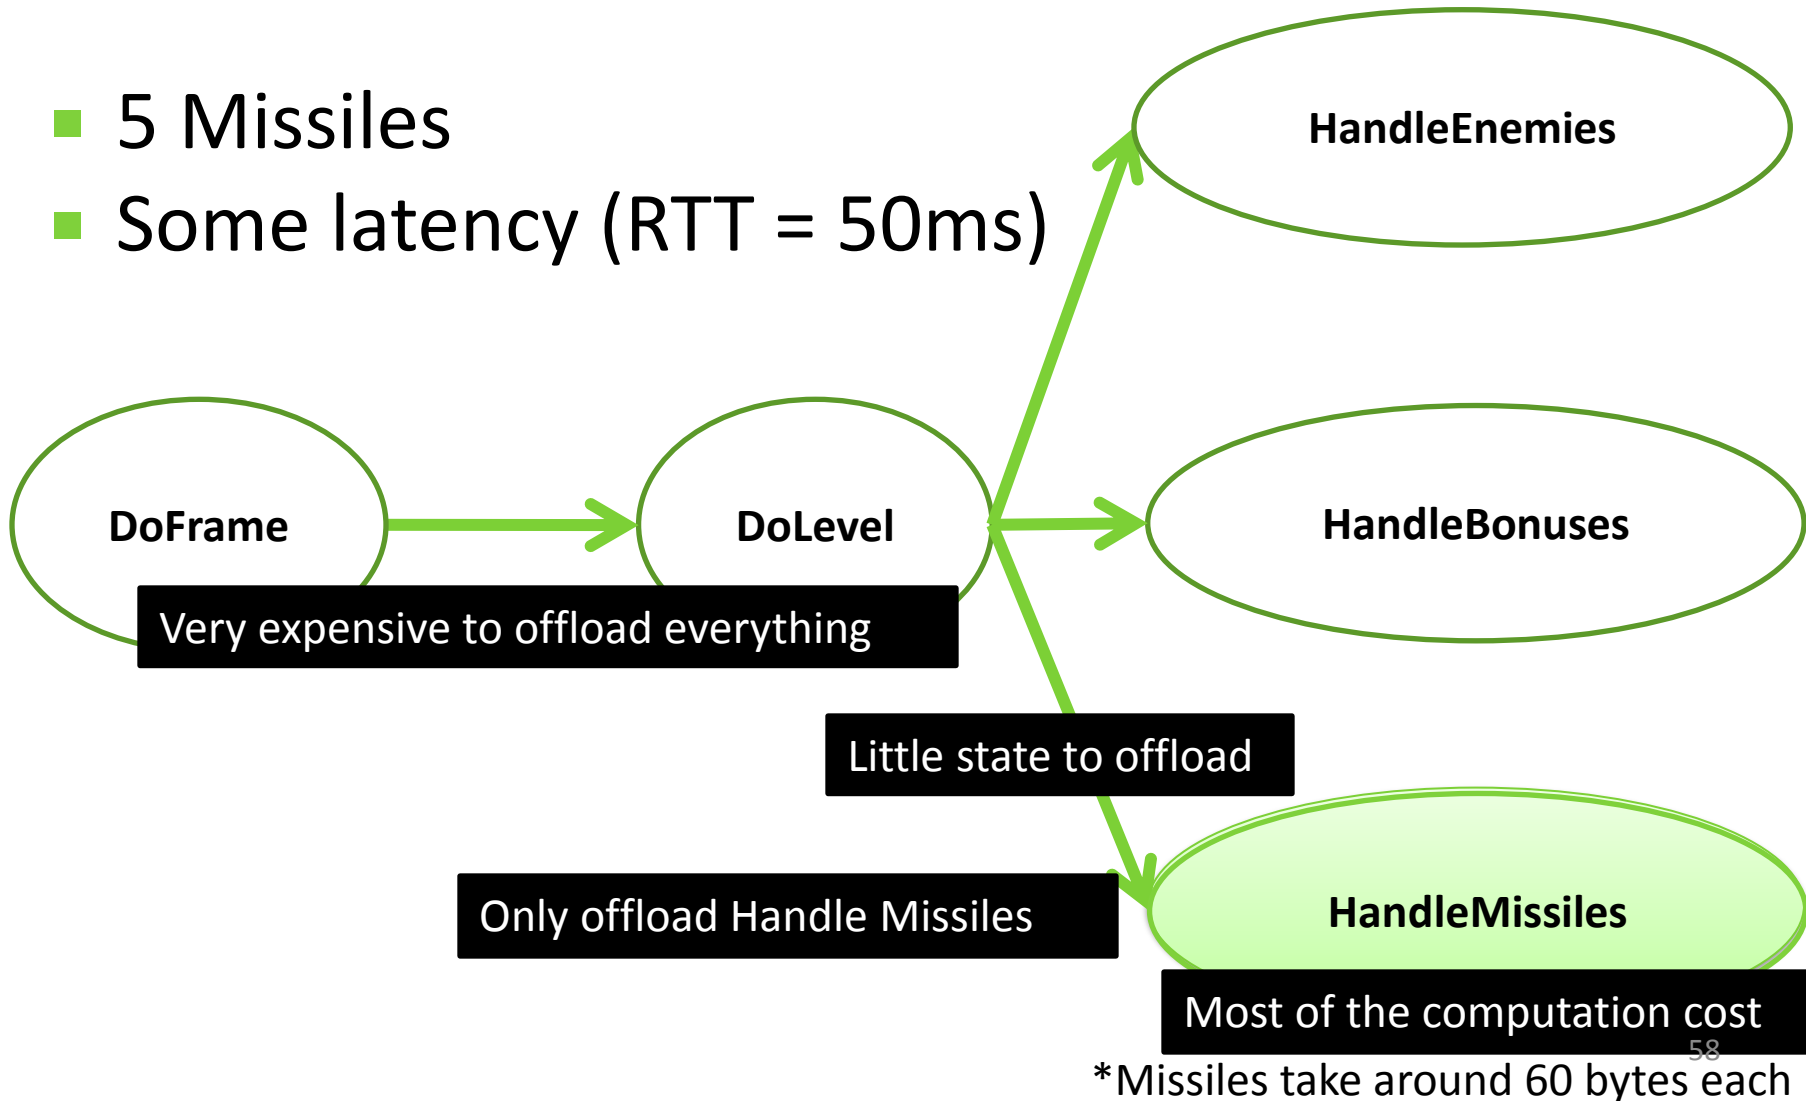 5 Missiles
Some latency (RTT = 50ms)
HandleEnemies
DoFrame
DoLevel
HandleBonuses
Very expensive to offload everything
Little state to offload
Only offload Handle Missiles
HandleMissiles
Most of the computation cost
58
*Missiles take around 60 bytes each